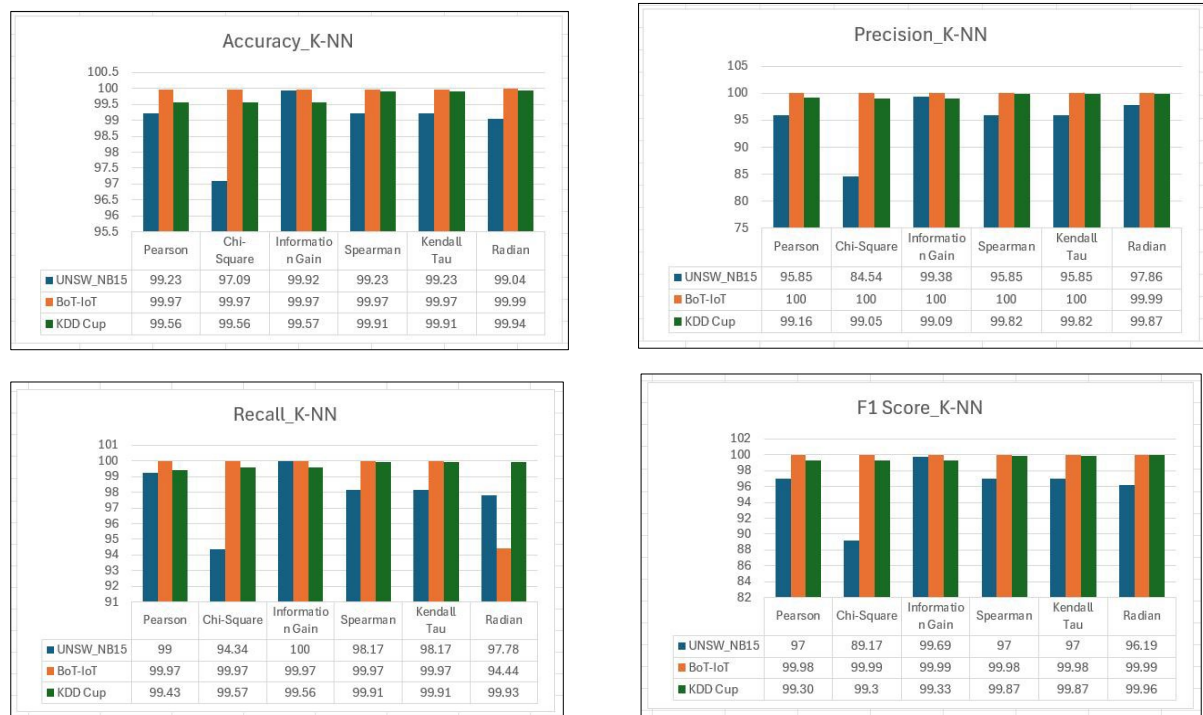 Accuracy_K-NN
100.5
100
99.5
99
98.5
98
97.5
97
96.5
96
95.5
Pearson Chi-Square Informatio n Gain Spearman Kendall Tau Radian
UNSW_NB15 99.23 97.09 99.92 99.23 99.23 99.04
BoT-IoT 99.97 99.97 99.97 99.97 99.97 99.99
KDD Cup 99.56 99.56 99.57 99.91 99.91 99.94
Precision_K-NN
105
100
95
90
85
80
75
Pearson Chi-Square Informatio n Gain Spearman Kendall Tau Radian
UNSW_NB15 95.85 84.54 99.38 95.85 95.85 97.86
BoT-IoT 100 100 100 100 100 99.99
KDD Cup 99.16 99.05 99.09 99.82 99.82 99.87
Recall_K-NN
101
100
99
98
97
96
95
94
93
92
91
Pearson Chi-Square Informatio n Gain Spearman Kendall Tau Radian
UNSW_NB15 99 94.34 100 98.17 98.17 97.78
BoT-IoT 99.97 99.97 99.97 99.97 99.97 94.44
KDD Cup 99.43 99.57 99.56 99.91 99.91 99.93
F1 Score_K-NN
102
100
98
96
94
92
90
88
86
84
82
Pearson Chi-Square Informatio n Gain Spearman Kendall Tau Radian
UNSW_NB15 97 89.17 99.69 97 97 96.19
BoT-IoT 99.98 99.99 99.99 99.98 99.98 99.99
KDD Cup 99.30 99.3 99.33 99.87 99.87 99.96